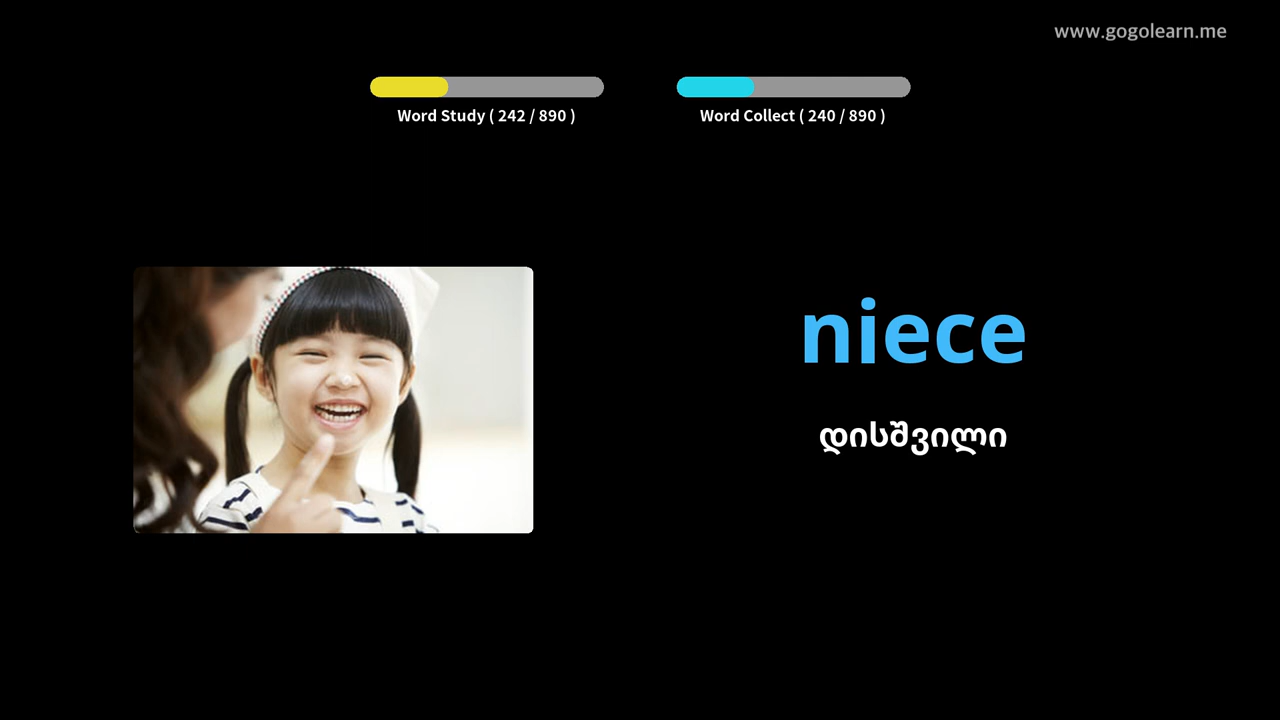 www.gogolearn.me
Word Study ( 242 / 890 )
Word Collect ( 240 / 890 )
niece
დისშვილი